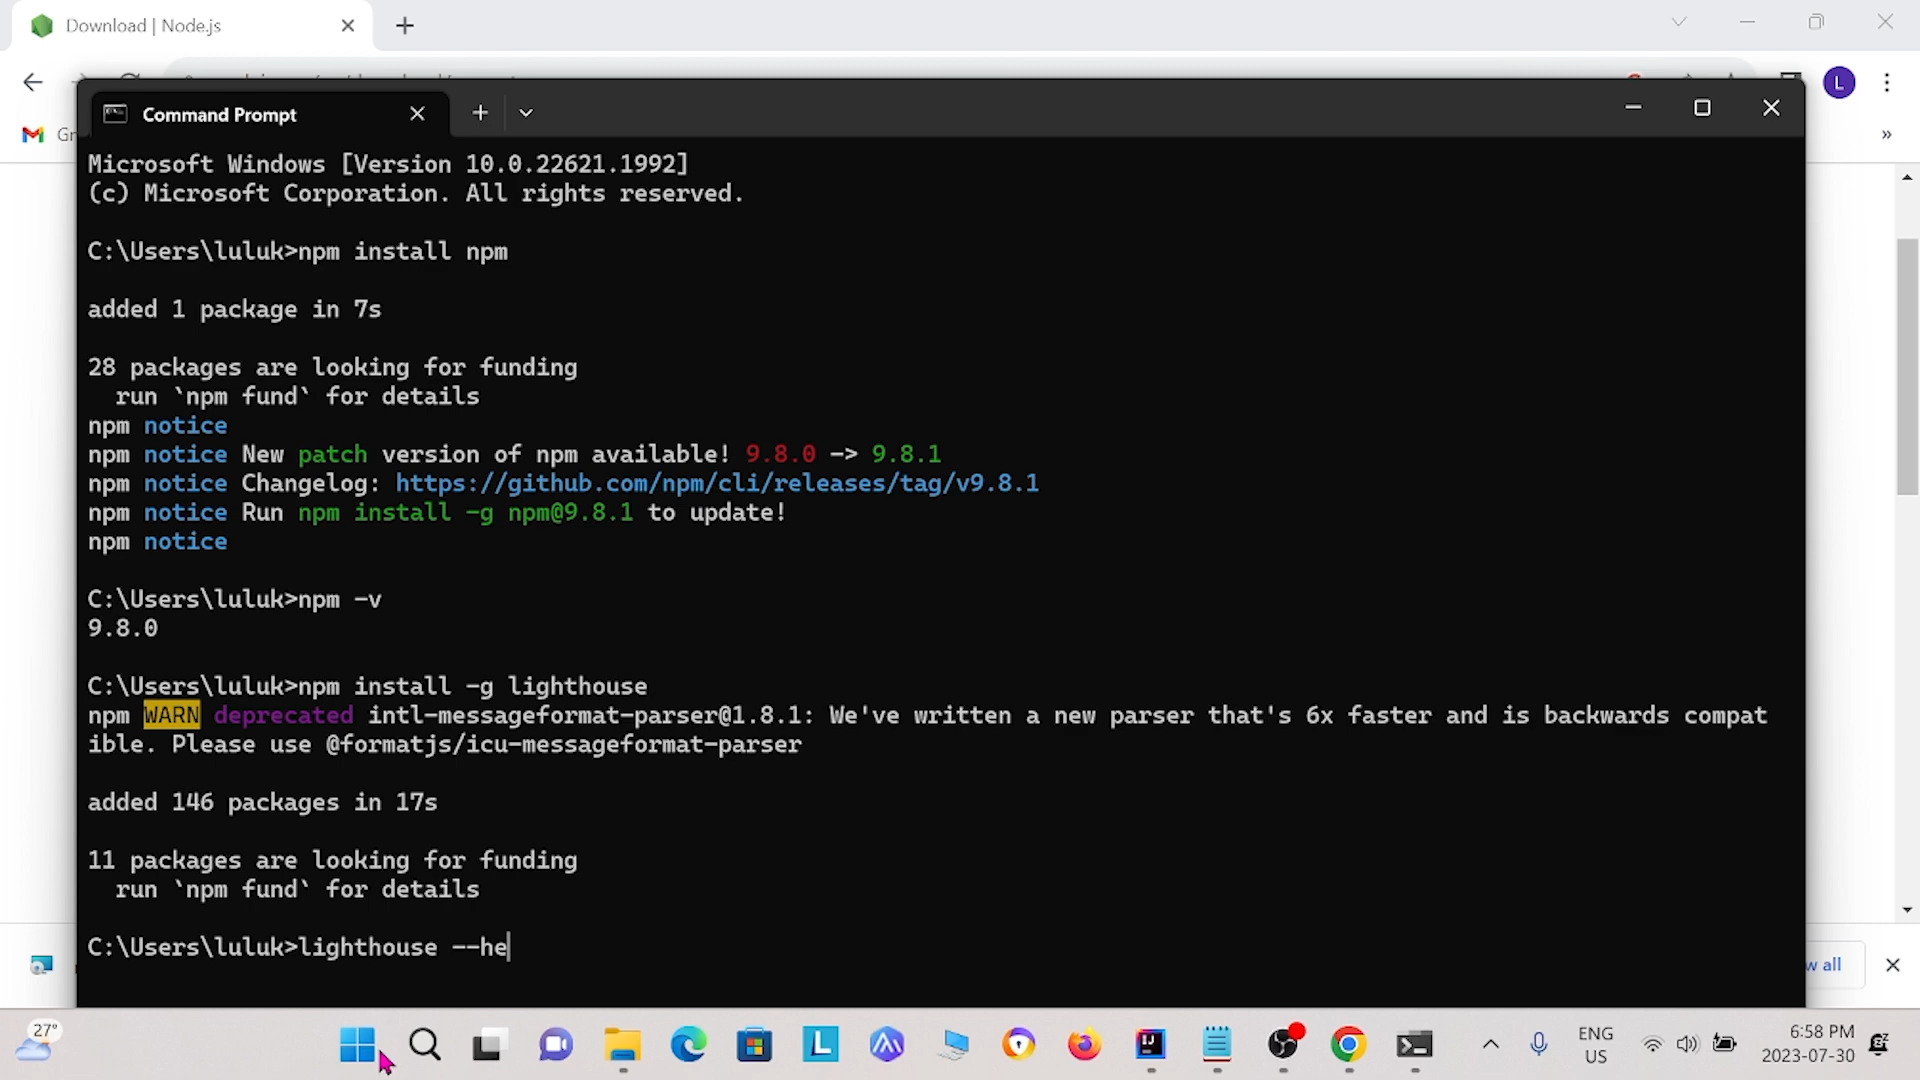 Download | Node.js
L
Command Prompt
Microsoft Windows [Version 10.0.22621.1992]
(c) Microsoft Corporation. All rights reserved.
C:\Users\luluk>npm install npm
added 1 package in 7s
28 packages are looking for funding
run `npm fund` for details
npm notice
npm notice New patch version of npm available! 9.8.0 -> 9.8.1
npm notice Changelog: https://github.com/npm/cli/releases/tag/v9.8.1
npm notice Run npm install -g npm@9.8.1 to update!
npm notice
C:\Users\luluk>npm -v
9.8.0
C:\Users\luluk>npm install -g lighthouse
npm WARN deprecated intl-messageformat-parser@1.8.1: We've written a new parser that's 6x faster and is backwards compat
ible. Please use @formatjs/icu-messageformat-parser
added 146 packages in 17s
11 packages are looking for funding
run `npm fund` for details
C:\Users\luluk>lighthouse --he
all
27°
ENG
US
6:58 PM
2023-07-30